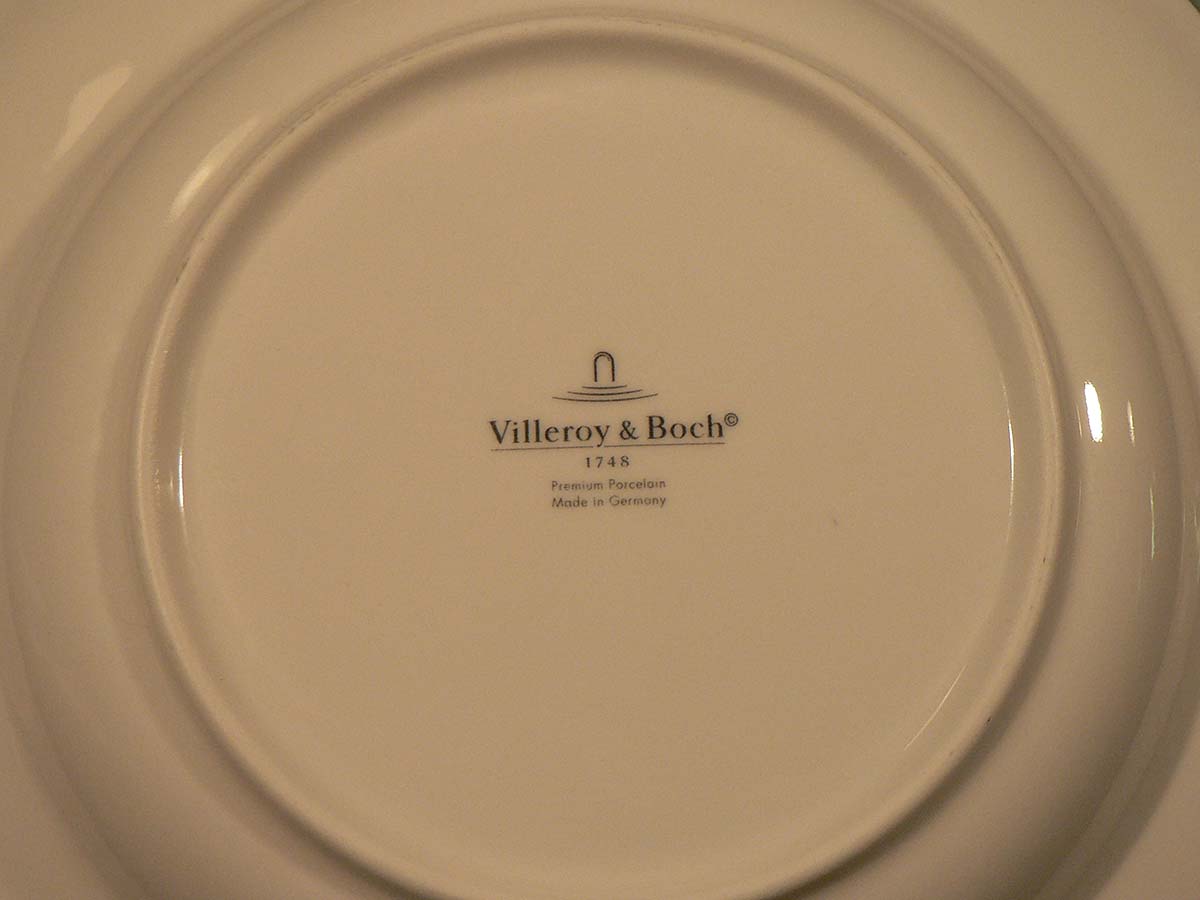 Villeroy & Boch©
1748
Premium Porcelain
Made in Germany